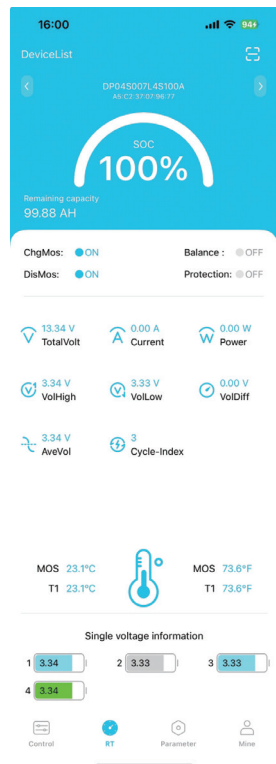 16:00
94
DeviceList
DP04S007L4S100A
A5:C2:37:07:96:77
SOC
100%
Remaining capacity
99.88 AH
ChgMos: ON Balance : OFF
DisMos: ON Protection: OFF
13.34 V 0.00 A 0.00 W
TotalVolt Current Power
3.34 V 3.33 V 0.00 V
VolHigh VolLow VolDiff
3.34 V 3
AveVol Cycle-Index
MOS 23.1°C MOS 73.6°F
T1 23.1°C T1 73.6°F
Single voltage information
1 3.34 2 3.33 3 3.33
4 3.34
Control RT Parameter Mine